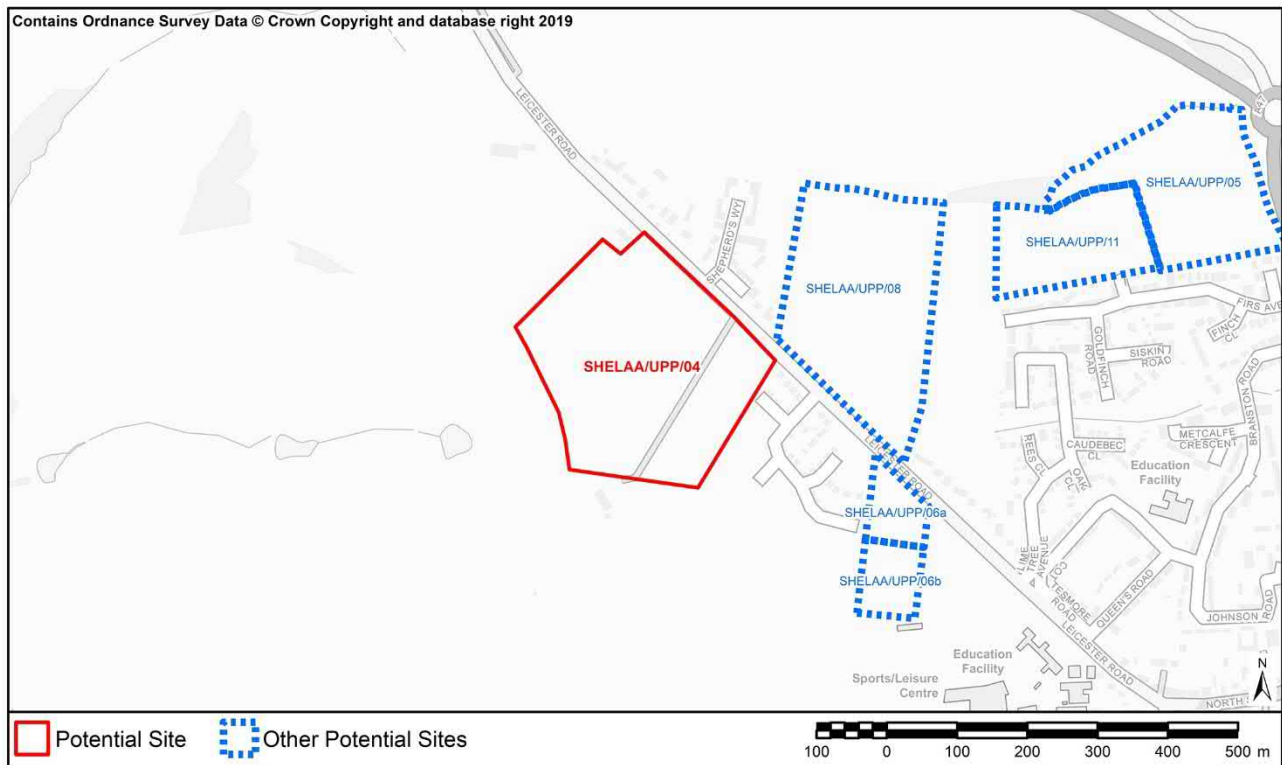 Contains Ordnance Survey Data © Crown Copyright and database right 2019
LEICESTER ROAD
A47
SHEPHERD'S WY
SHELAA/UPP/05
SHELAA/UPP/11
SHELAA/UPP/08
SHELAA/UPP/04
FIRS AVE
FINCH CL
GOLDFINCH ROAD
SISKIN ROAD
BRANSTON ROAD
METCALFE CRESCENT
CAUDEBEC CL
REES CL
OAK CL
Education
Facility
LEICESTER ROAD
SHELAA/UPP/06a
SHELAA/UPP/06b
LIME TREE AVENUE
COTTESMORE ROAD
QUEEN'S ROAD
JOHNSON ROAD
LEICESTER ROAD
Education
Facility
Sports/Leisure
Centre
NORTH
N
Potential Site
Other Potential Sites
100 0 100 200 300 400 500 m